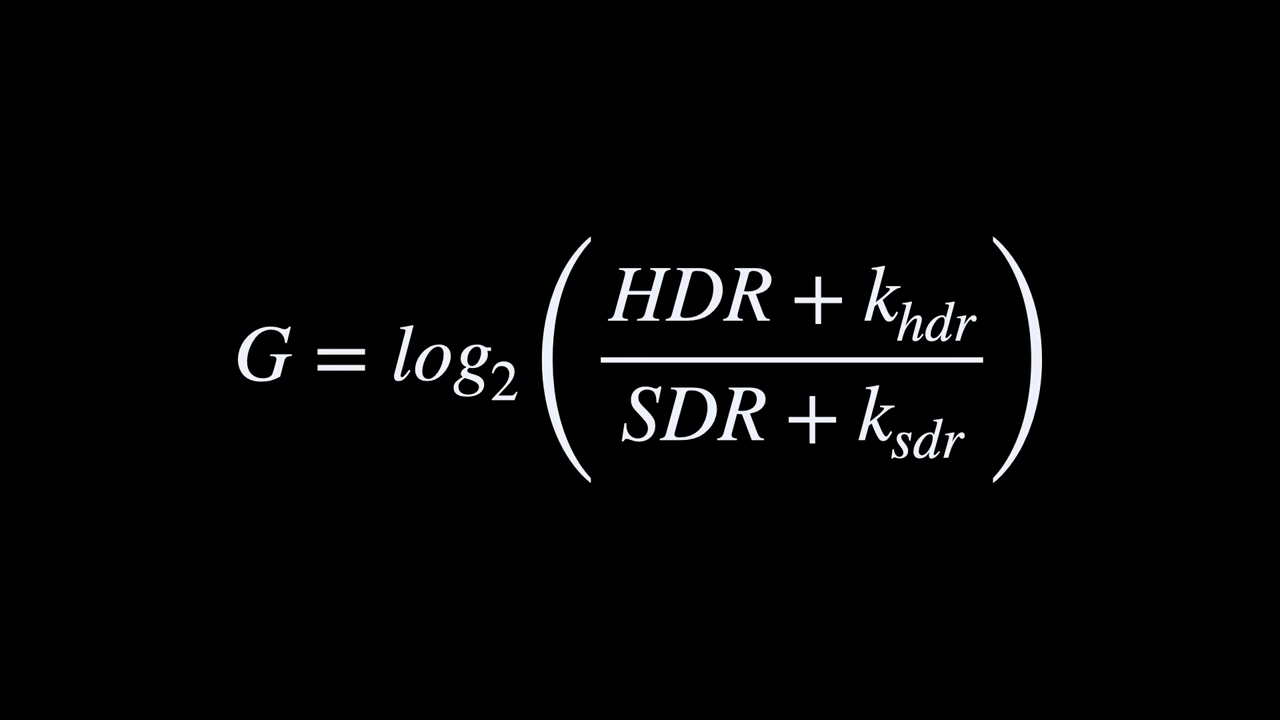 G = log₂ ( (HDR + k_hdr) / (SDR + k_sdr) )